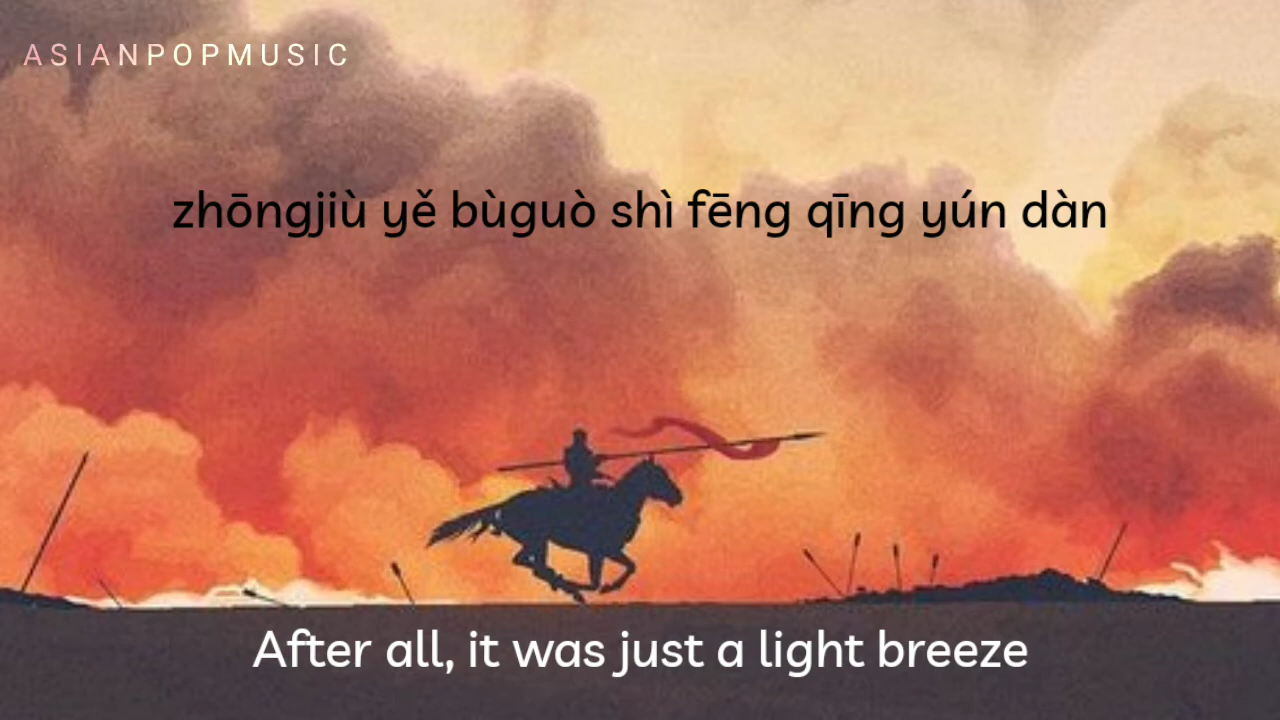 ASIANPOPMUSIC
zhōngjiù yě bùguò shì fēng qīng yún dàn
After all, it was just a light breeze